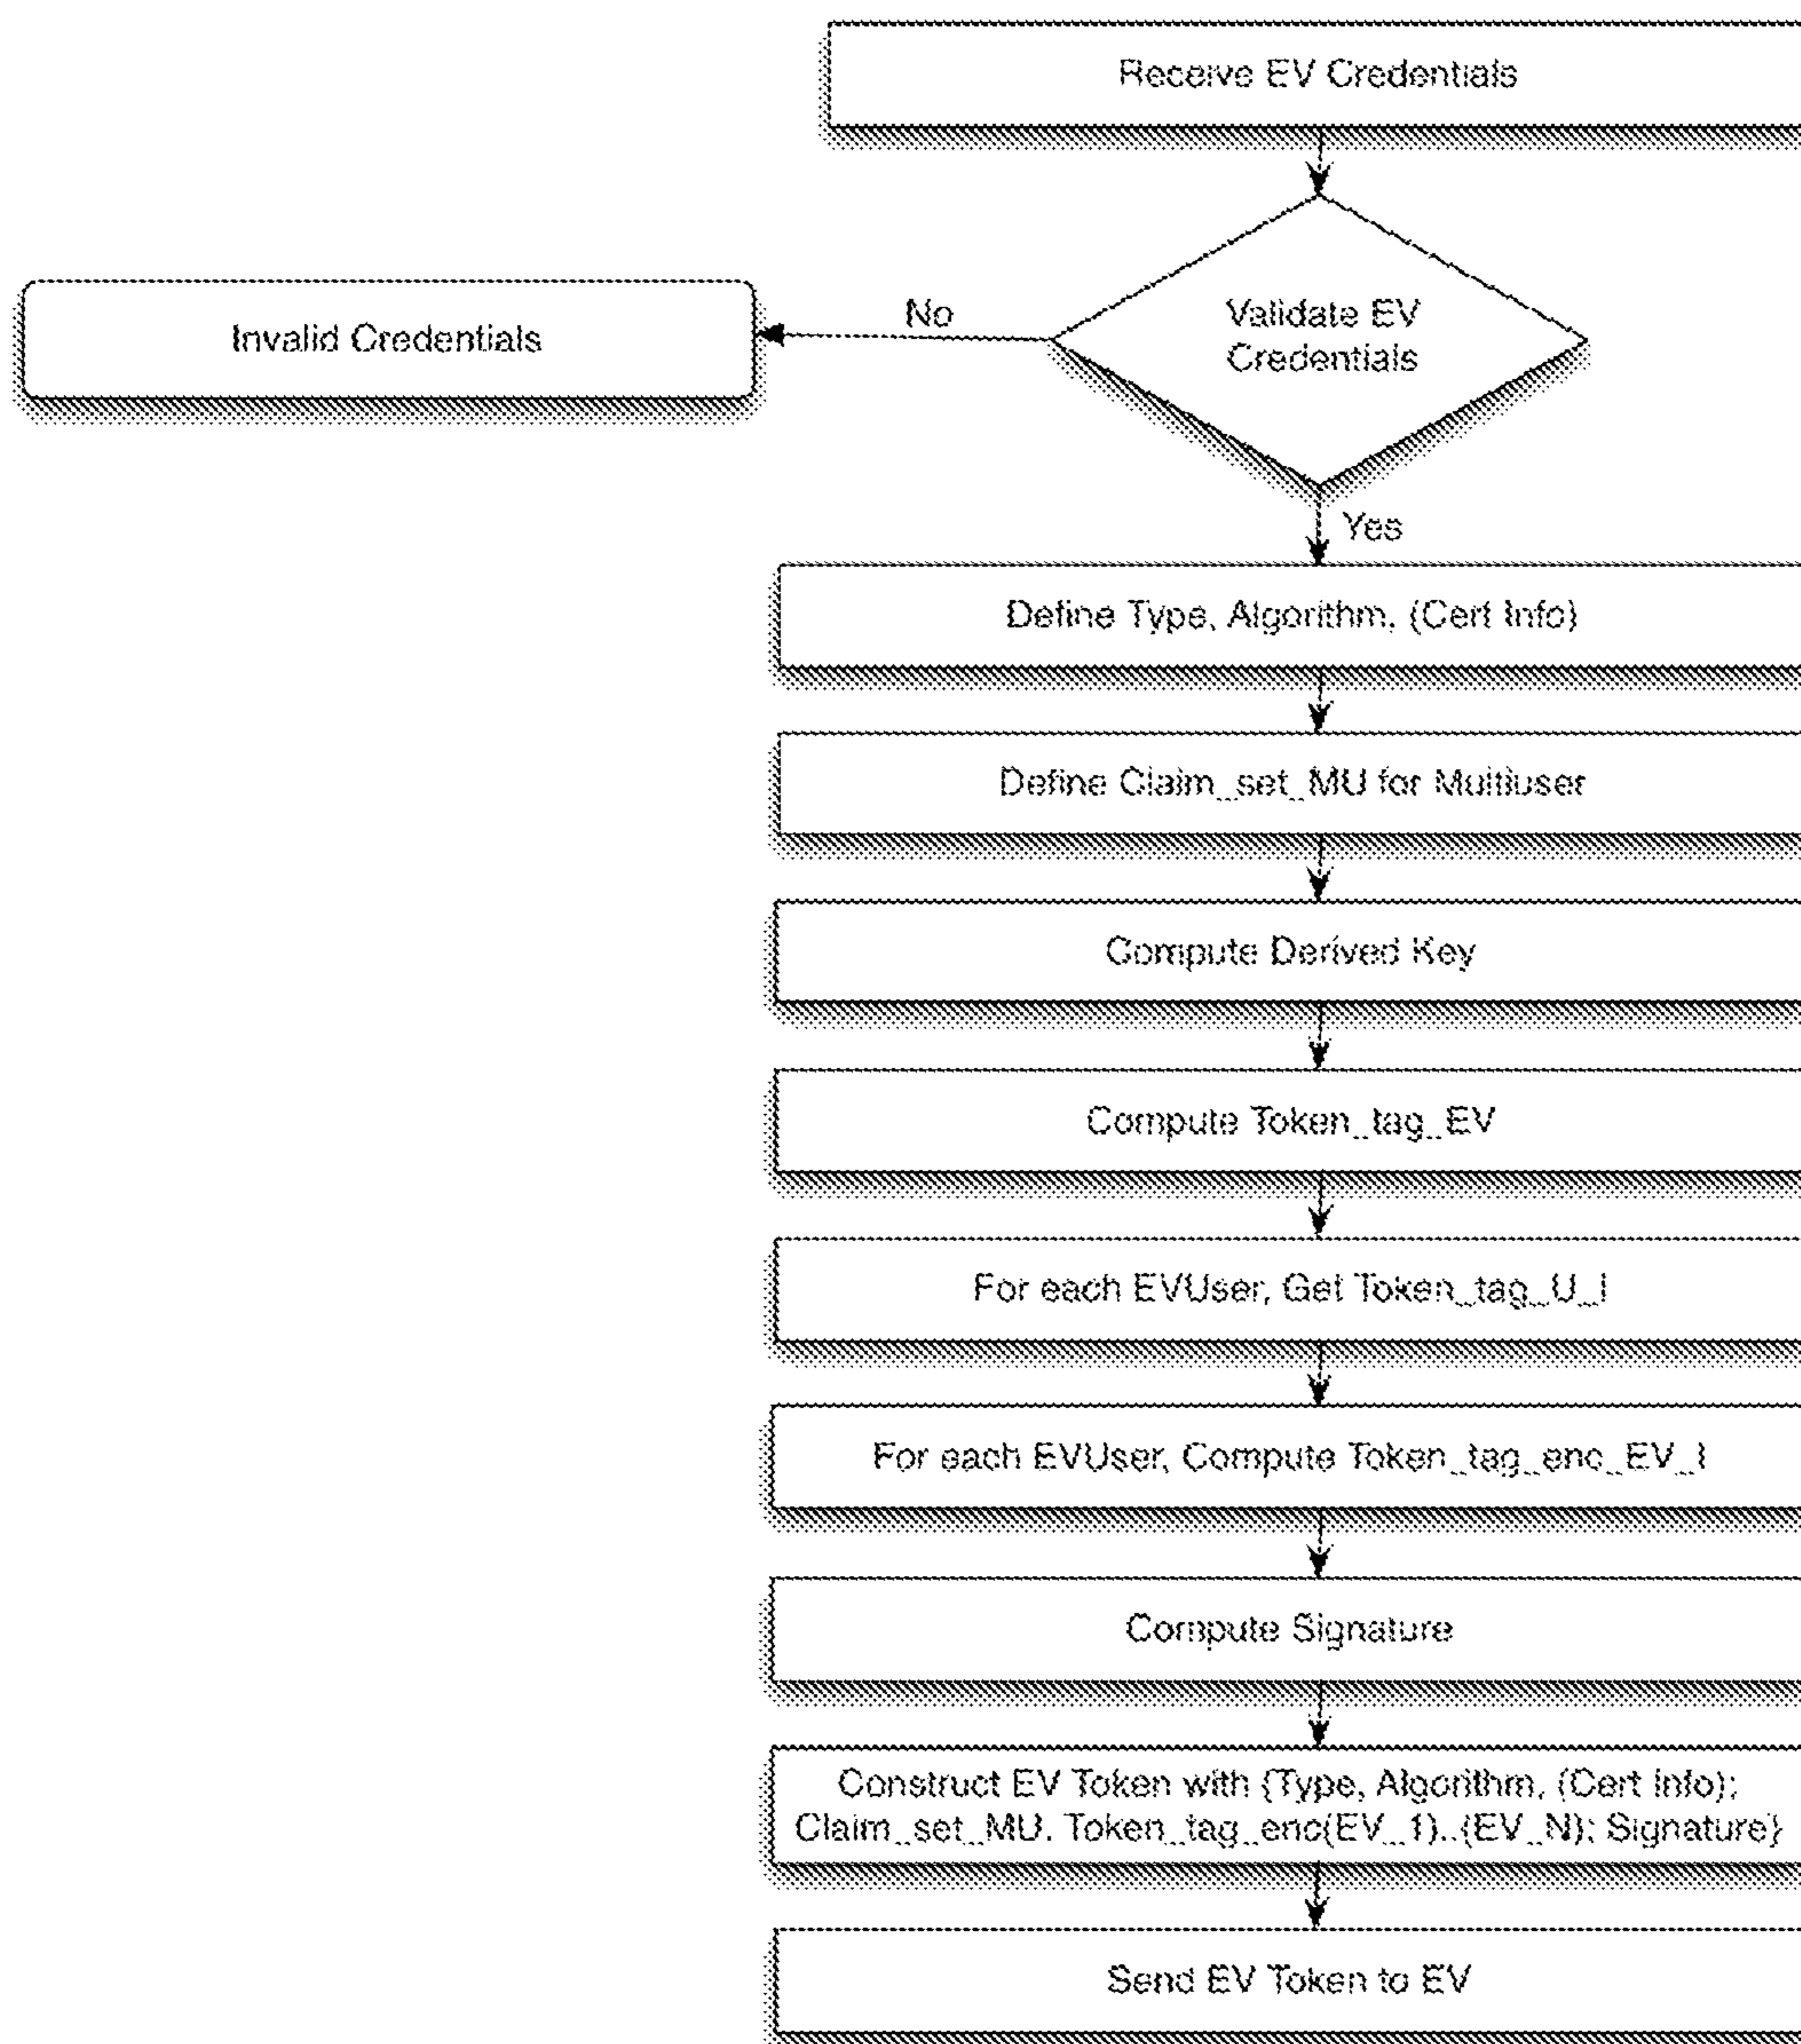 Receive EV Credentials
Validate EV
Credentials
No
Invalid Credentials
Yes
Define Type, Algorithm, (Cert Info)
Define Claim_set_MU for Multiuser
Compute Derived Key
Compute Token_tag_EV
For each EVUser, Get Token_tag_U_I
For each EVUser, Compute Token_tag_enc_EV_I
Compute Signature
Construct EV Token with {Type, Algorithm, (Cert Info);
Claim_set_MU. Token_tag_enc(EV_1)..(EV_N); Signature}
Send EV Token to EV